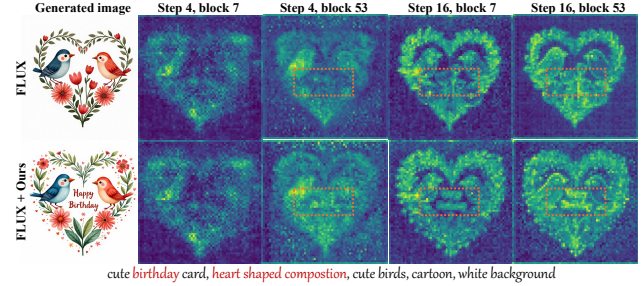 Generated image Step 4, block 7 Step 4, block 53 Step 16, block 7 Step 16, block 53
FLUX
FLUX + Ours
Happy
Birthday
cute birthday card, heart shaped compostion, cute birds, cartoon, white background